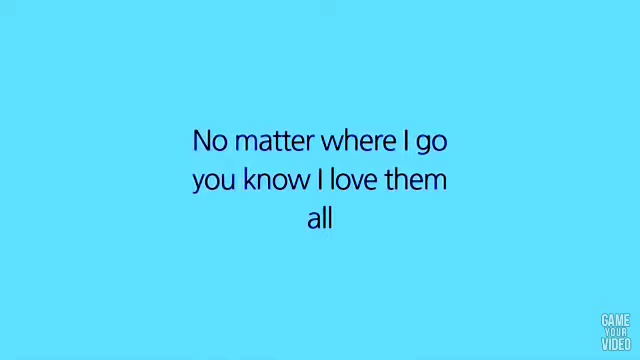 No matter where I go
you know I love them
all
GAME
YOUR
VIDEO